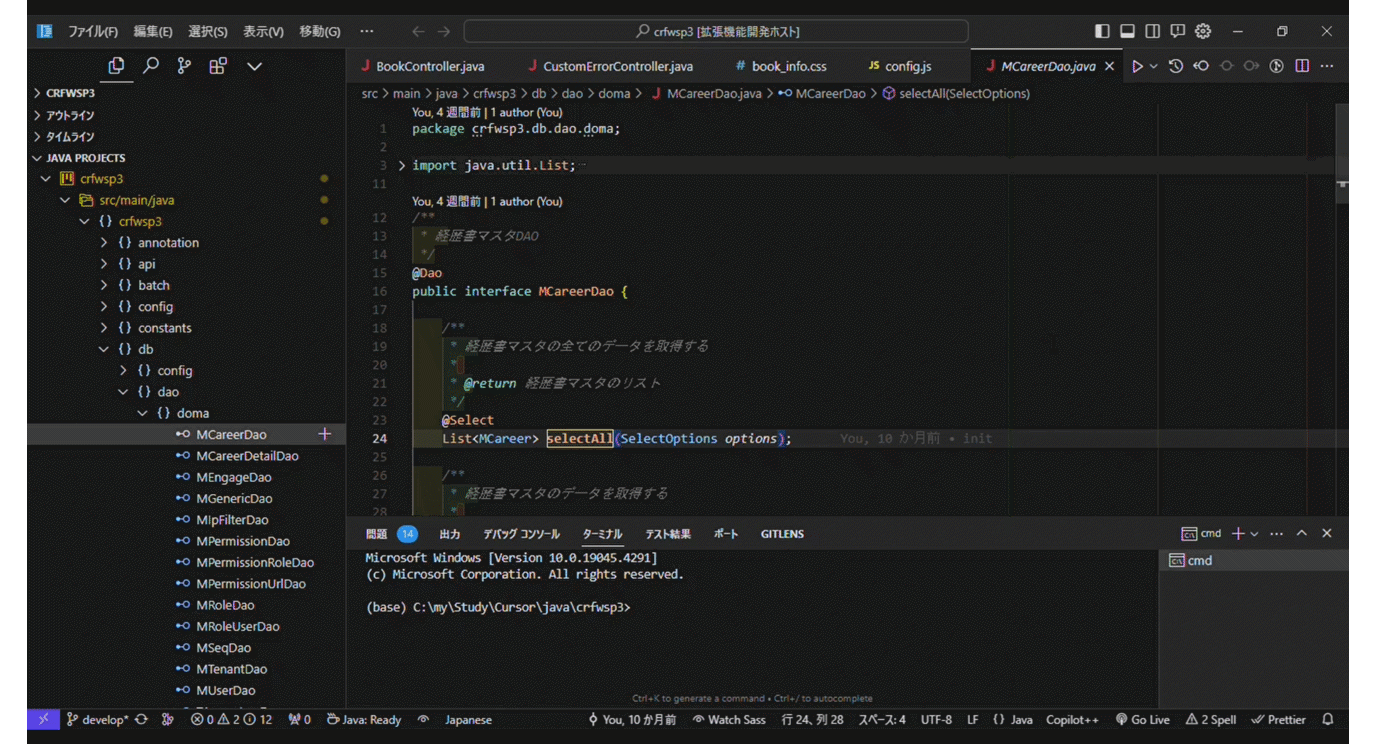 ファイル(F) 編集(E) 選択(S) 表示(V) 移動(G) ··· crfwsp3 [拡張機能開発ホスト]
CRFWSP3
アウトライン
タイムライン
JAVA PROJECTS
crfwsp3
src/main/java
crfwsp3
annotation
api
batch
config
constants
db
config
dao
doma
MCareerDao
MCareerDetailDao
MEngageDao
MGenericDao
MIpFilterDao
MPermissionDao
MPermissionRoleDao
MPermissionUrlDao
MRoleDao
MRoleUserDao
MSeqDao
MTenantDao
MUserDao
J BookController.java J CustomErrorController.java # book_info.css JS config.js J MCareerDao.java
src > main > java > crfwsp3 > db > dao > doma > J MCareerDao.java > MCareerDao > selectAll(SelectOptions)
You, 4 週間前 | 1 author (You)
1 package crfwsp3.db.dao.doma;
2
3 > import java.util.List;···
11
You, 4 週間前 | 1 author (You)
12 /**
13 * 経歴書マスタDAO
14 */
15 @Dao
16 public interface MCareerDao {
17
18 /**
19 * 経歴書マスタの全てのデータを取得する
20 *
21 * @return 経歴書マスタのリスト
22 */
23 @Select
24 List<MCareer> selectAll(SelectOptions options); You, 10 か月前 • init
25
26 /**
27 * 経歴書マスタのデータを取得する
28 *
問題 14 出力 デバッグ コンソール ターミナル テスト結果 ポート GITLENS cmd
Microsoft Windows [Version 10.0.19045.4291]
(c) Microsoft Corporation. All rights reserved.
(base) C:\my\Study\Cursor\java\crfwsp3>
cmd
Ctrl+K to generate a command • Ctrl+/ to autocomplete
develop* 0 2 12 0 Java: Ready Japanese You, 10 か月前 Watch Sass 行 24、列 28 スペース: 4 UTF-8 LF {} Java Copilot++ Go Live 2 Spell Prettier